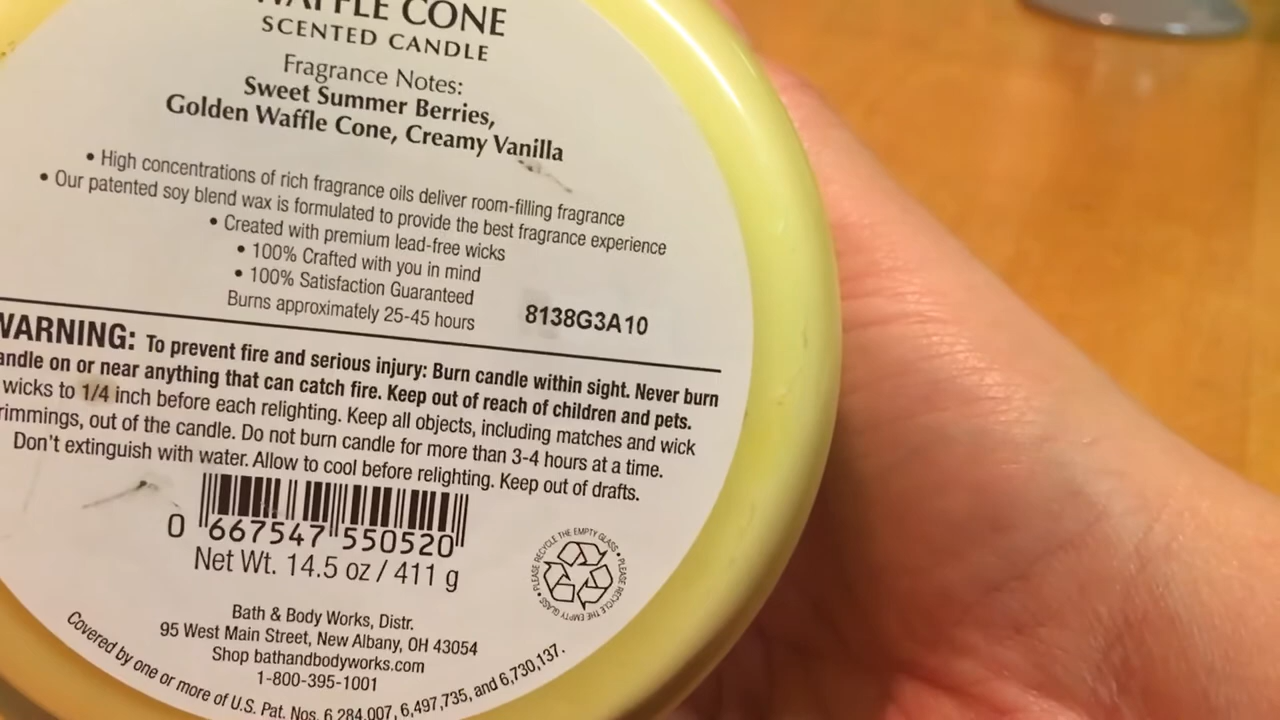 WAFFLE CONE
SCENTED CANDLE
Fragrance Notes:
Sweet Summer Berries,
Golden Waffle Cone, Creamy Vanilla
• High concentrations of rich fragrance oils deliver room-filling fragrance
• Our patented soy blend wax is formulated to provide the best fragrance experience
• Created with premium lead-free wicks
• 100% Crafted with you in mind
• 100% Satisfaction Guaranteed
Burns approximately 25-45 hours
8138G3A10
WARNING: To prevent fire and serious injury: Burn candle within sight. Never burn
andle on or near anything that can catch fire. Keep out of reach of children and pets.
wicks to 1/4 inch before each relighting. Keep all objects, including matches and wick
rimmings, out of the candle. Do not burn candle for more than 3-4 hours at a time.
Don't extinguish with water. Allow to cool before relighting. Keep out of drafts.
0 667547 550520
Net Wt. 14.5 oz / 411 g
PLEASE RECYCLE THE EMPTY GLASS • PLEASE RECYCLE THE EMPTY GLASS •
Bath & Body Works, Distr.
95 West Main Street, New Albany, OH 43054
Shop bathandbodyworks.com
1-800-395-1001
Covered by one or more of U.S. Pat. Nos. 6,284,007, 6,497,735, and 6,730,137.